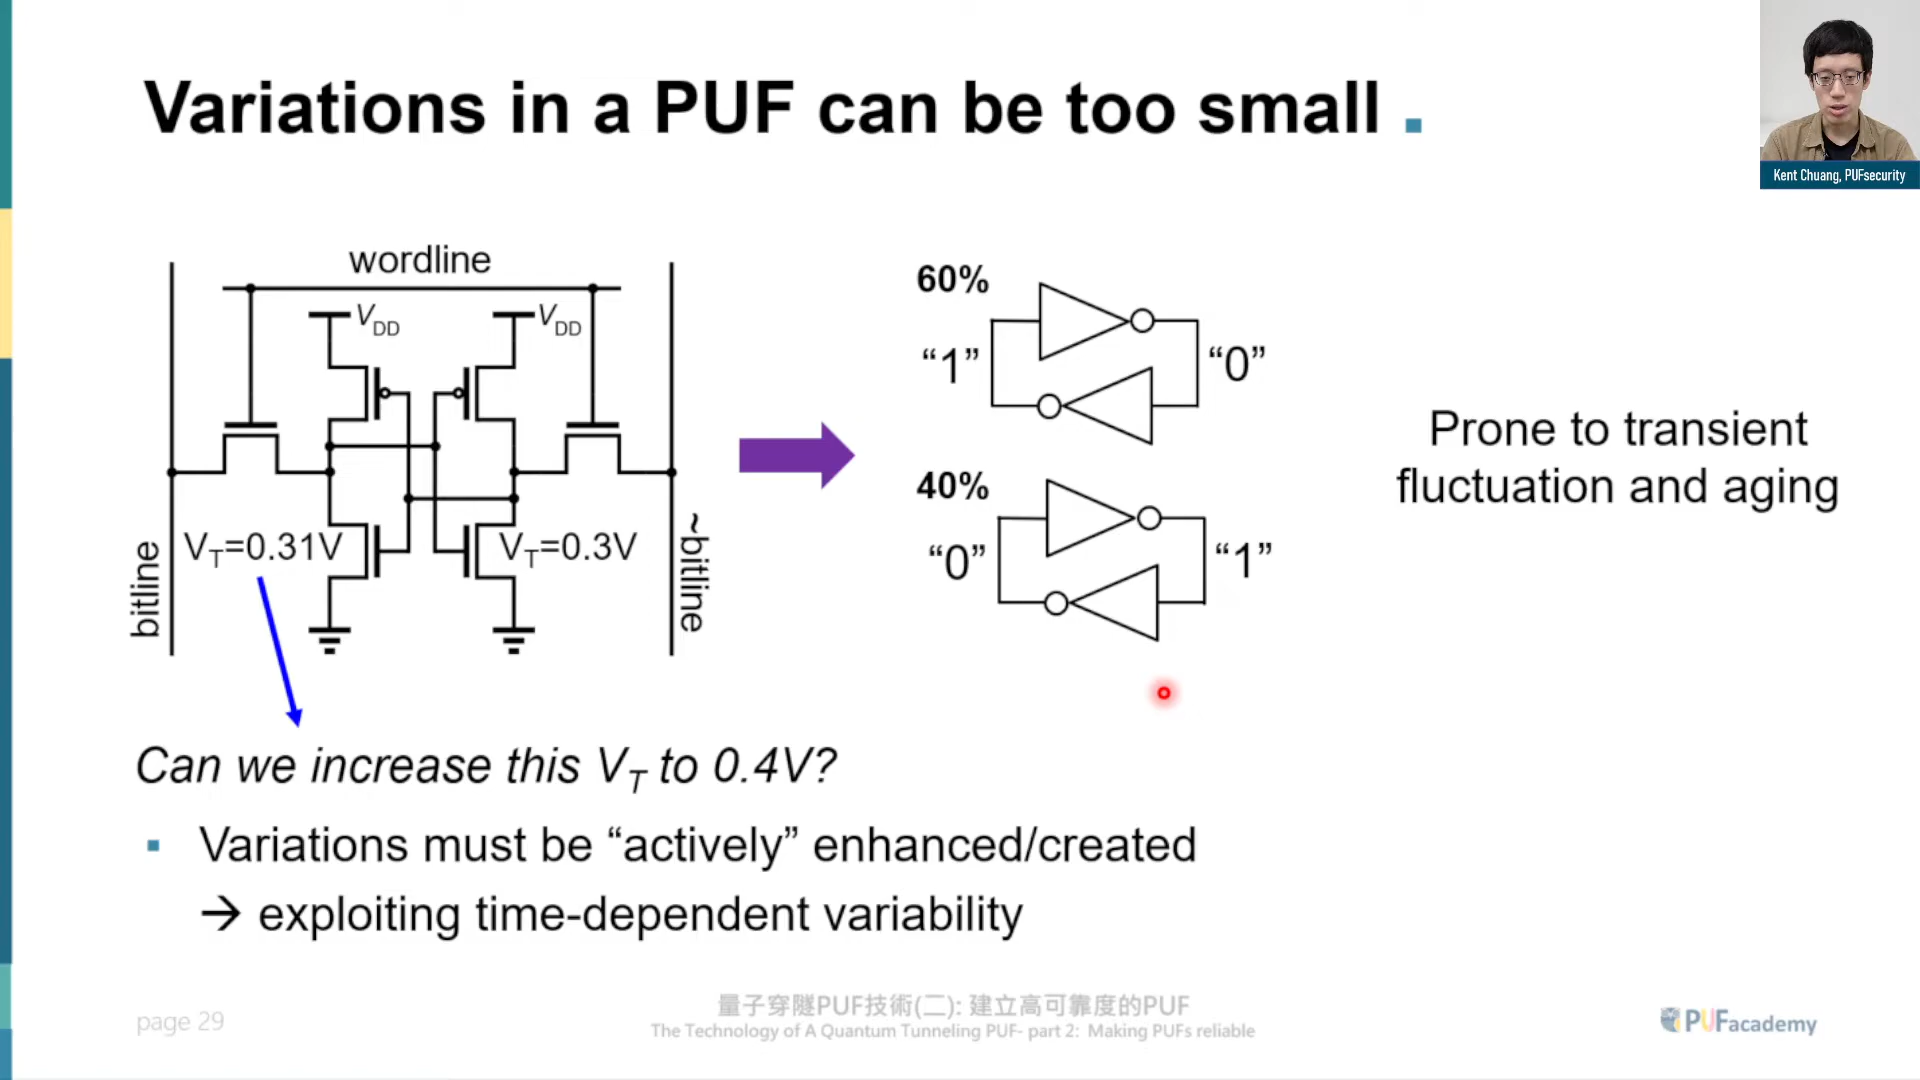 Variations in a PUF can be too small .
Kent Chuang, PUFsecurity
wordline
VDD
VDD
VT=0.31V
VT=0.3V
bitline
~bitline
60%
“1”
“0”
40%
“0”
“1”
Prone to transient
fluctuation and aging
Can we increase this VT to 0.4V?
▪ Variations must be “actively” enhanced/created
→ exploiting time-dependent variability
page 29
量子穿隧PUF技術(二): 建立高可靠度的PUF
The Technology of A Quantum Tunneling PUF- part 2: Making PUFs reliable
PUFacademy